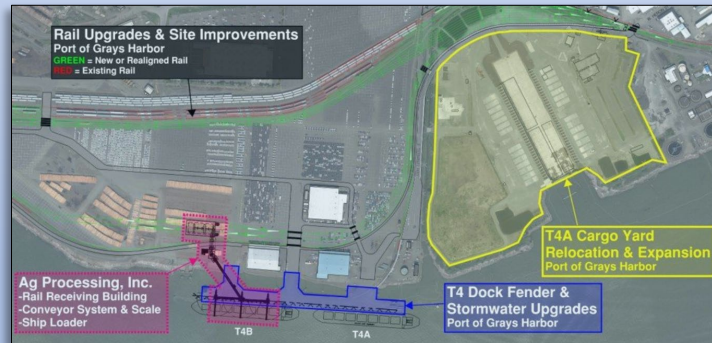 Rail Upgrades & Site Improvements
Port of Grays Harbor
GREEN = New or Realigned Rail
RED = Existing Rail
T4A Cargo Yard
Relocation & Expansion
Port of Grays Harbor
Ag Processing, Inc.
-Rail Receiving Building
-Conveyor System & Scale
-Ship Loader
T4 Dock Fender &
Stormwater Upgrades
Port of Grays Harbor
T4B
T4A